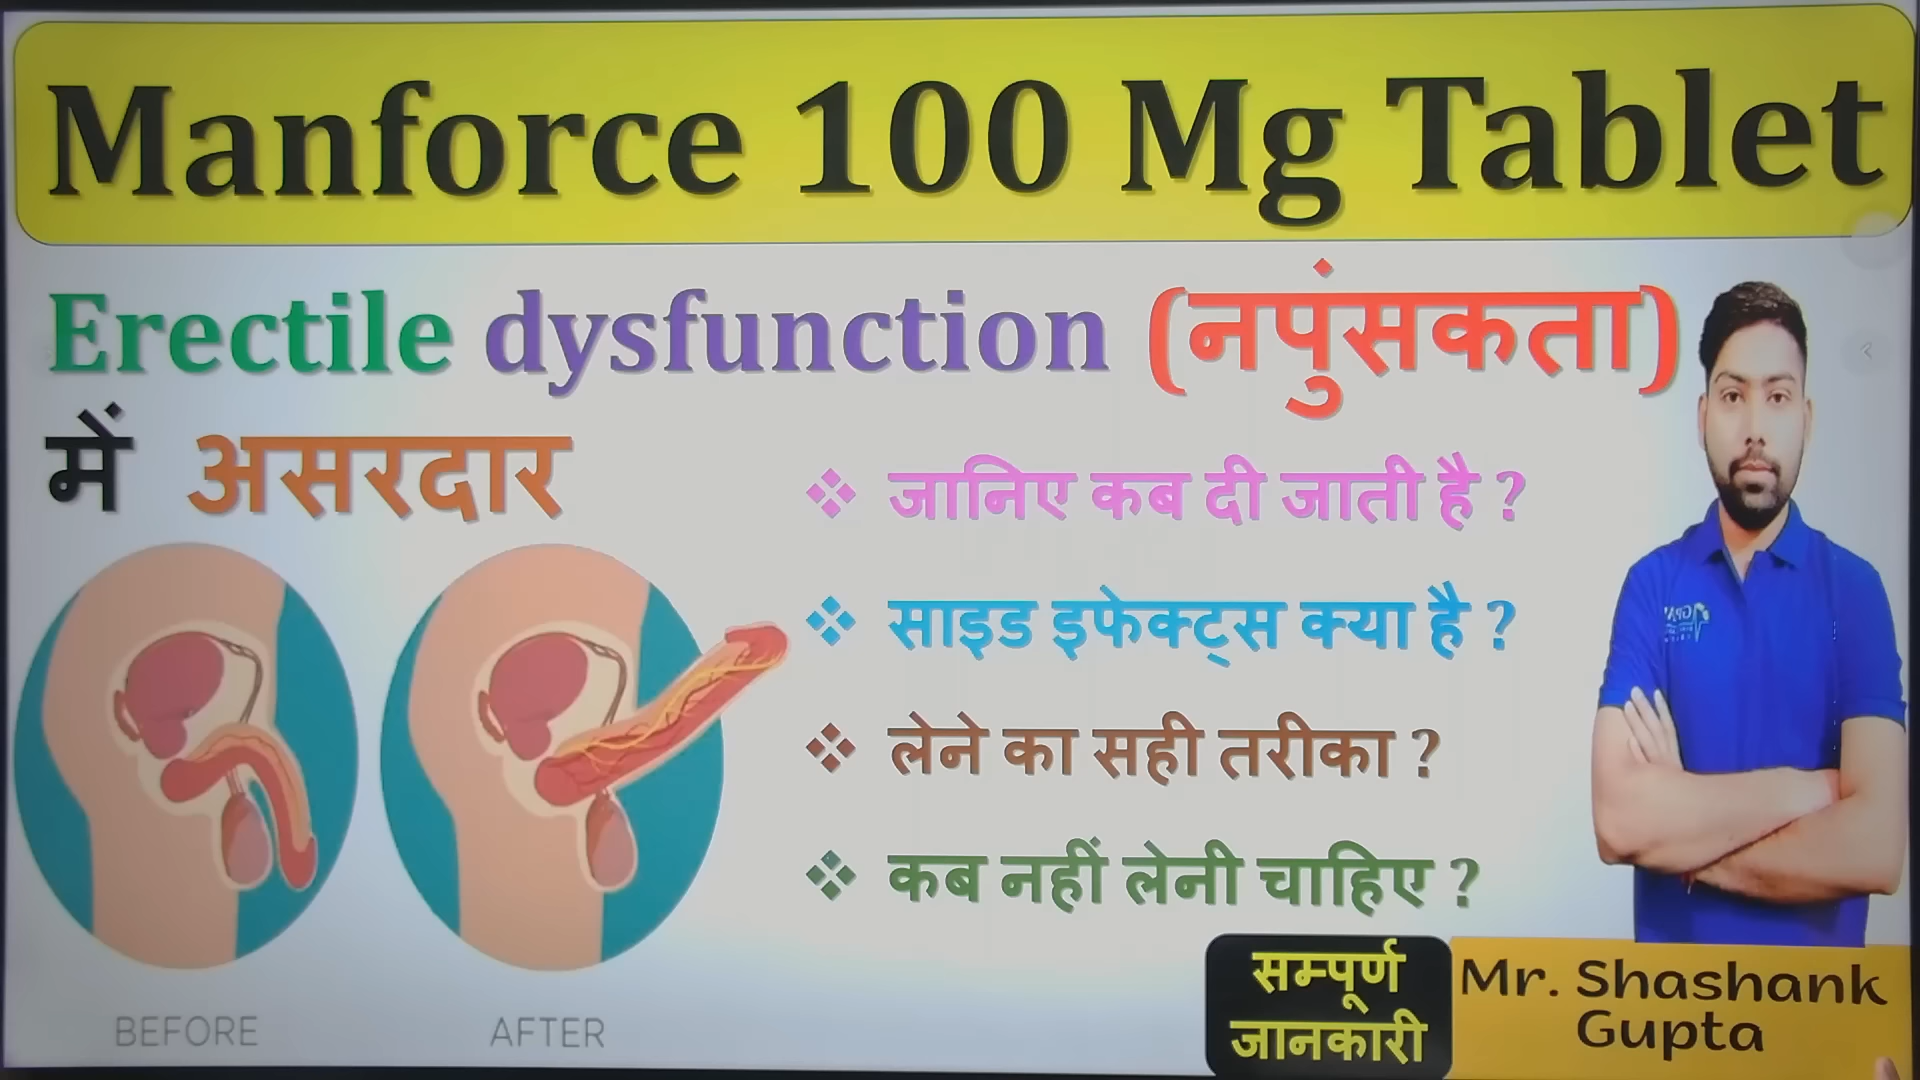 Manforce 100 Mg Tablet
Erectile dysfunction (नपुंसकता)
में असरदार
❖ जानिए कब दी जाती है ?
❖ साइड इफेक्ट्स क्या है ?
❖ लेने का सही तरीका ?
❖ कब नहीं लेनी चाहिए ?
BEFORE
AFTER
सम्पूर्ण
जानकारी
Mr. Shashank
Gupta